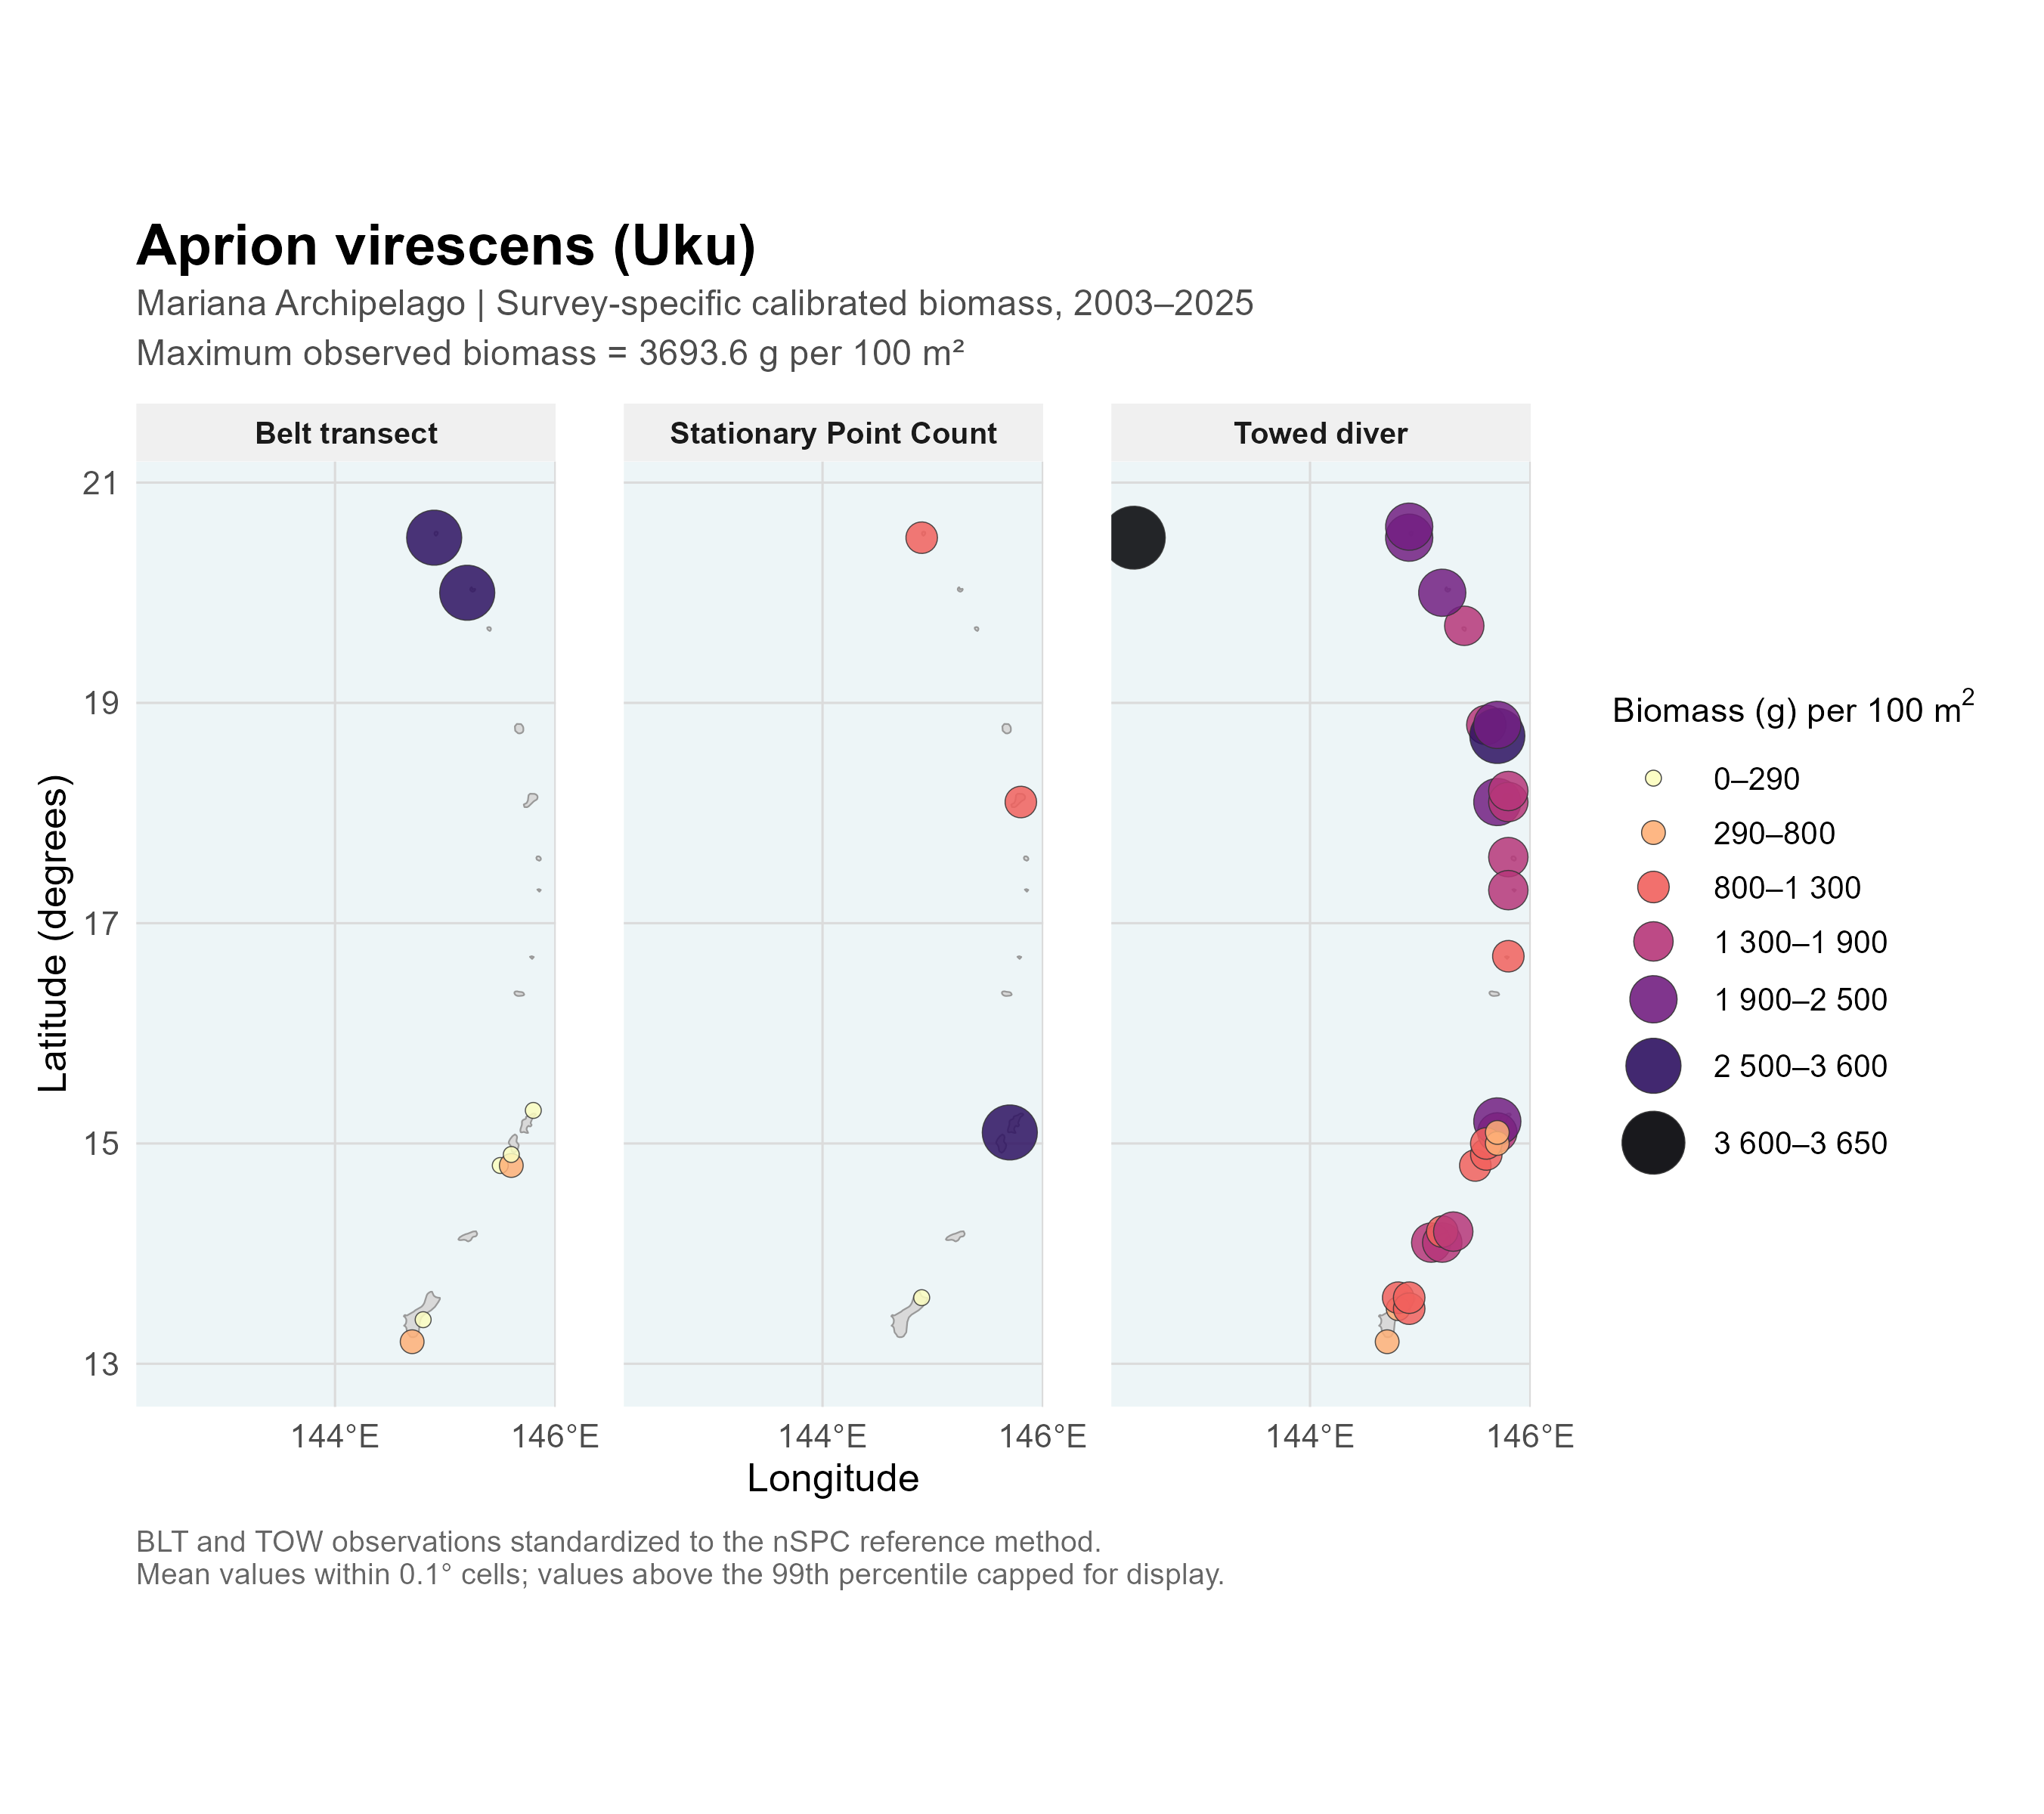 Aprion virescens (Uku)
Mariana Archipelago | Survey-specific calibrated biomass, 2003–2025
Maximum observed biomass = 3693.6 g per 100 m²
Belt transect
Stationary Point Count
Towed diver
21
19
17
15
13
Latitude (degrees)
144°E
146°E
144°E
146°E
144°E
146°E
Longitude
Biomass (g) per 100 m²
0–290
290–800
800–1 300
1 300–1 900
1 900–2 500
2 500–3 600
3 600–3 650
BLT and TOW observations standardized to the nSPC reference method.
Mean values within 0.1° cells; values above the 99th percentile capped for display.